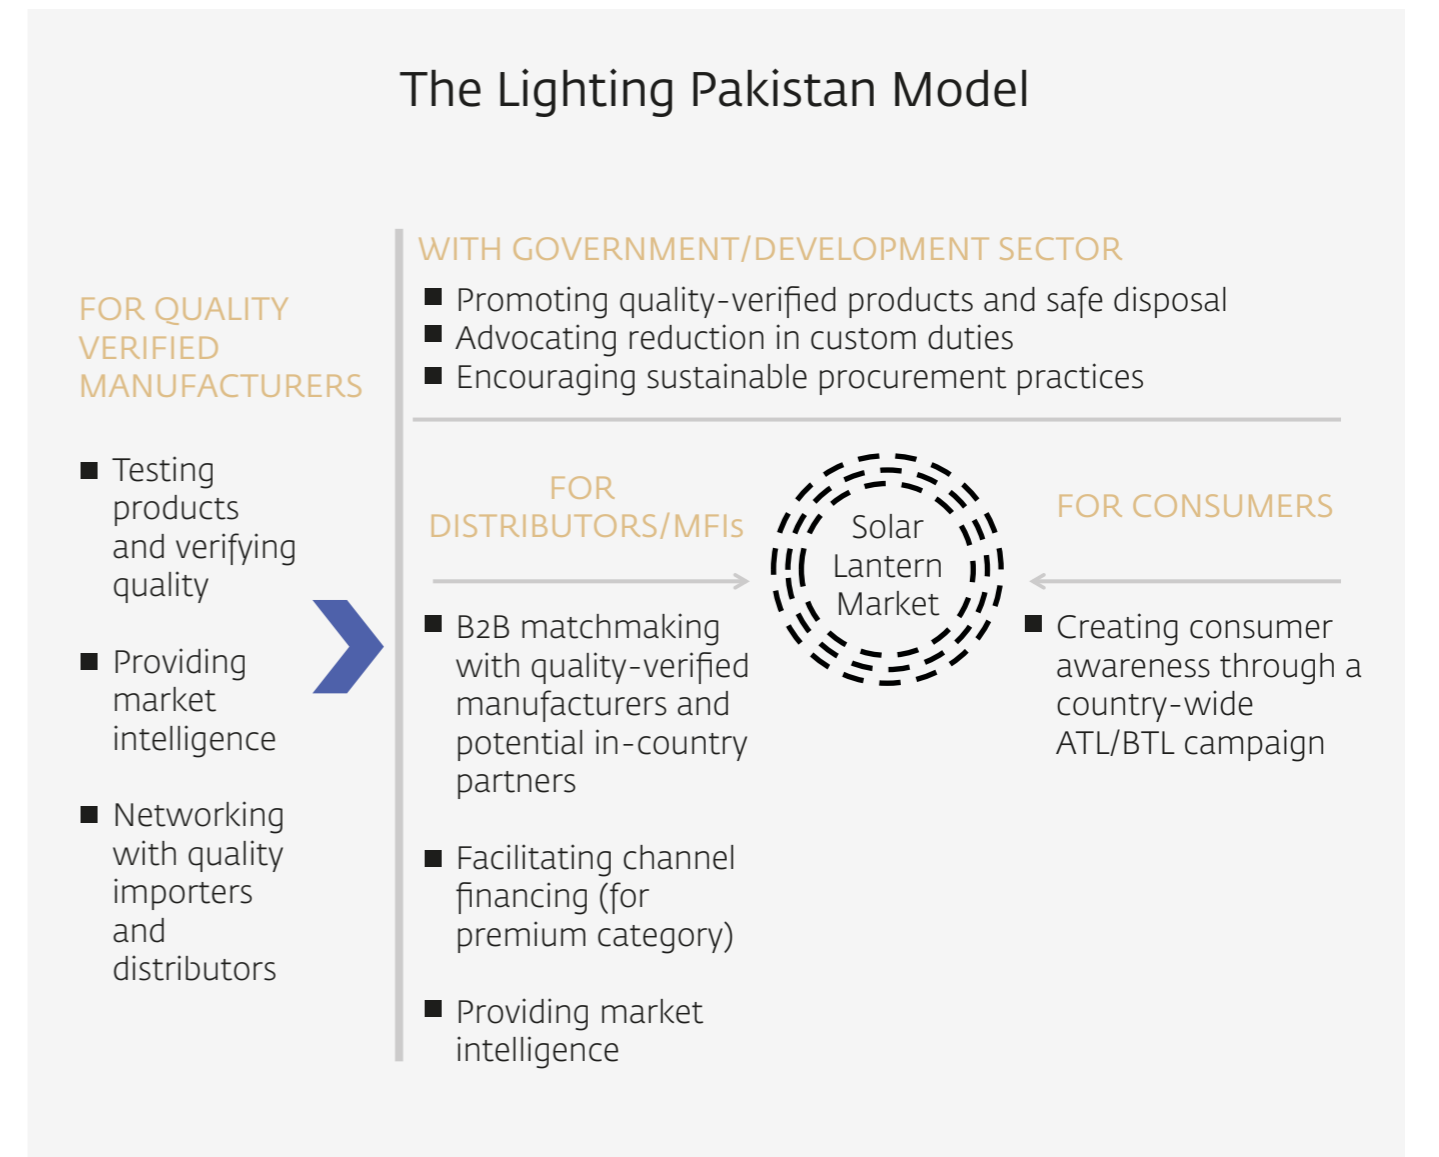 The Lighting Pakistan Model
FOR QUALITY
VERIFIED
MANUFACTURERS
■ Testing
products
and verifying
quality
■ Providing
market
intelligence
■ Networking
with quality
importers
and
distributors
WITH GOVERNMENT/DEVELOPMENT SECTOR
■ Promoting quality-verified products and safe disposal
■ Advocating reduction in custom duties
■ Encouraging sustainable procurement practices
FOR
DISTRIBUTORS/MFIs
■ B2B matchmaking
with quality-verified
manufacturers and
potential in-country
partners
■ Facilitating channel
financing (for
premium category)
■ Providing market
intelligence
Solar
Lantern
Market
FOR CONSUMERS
■ Creating consumer
awareness through a
country-wide
ATL/BTL campaign